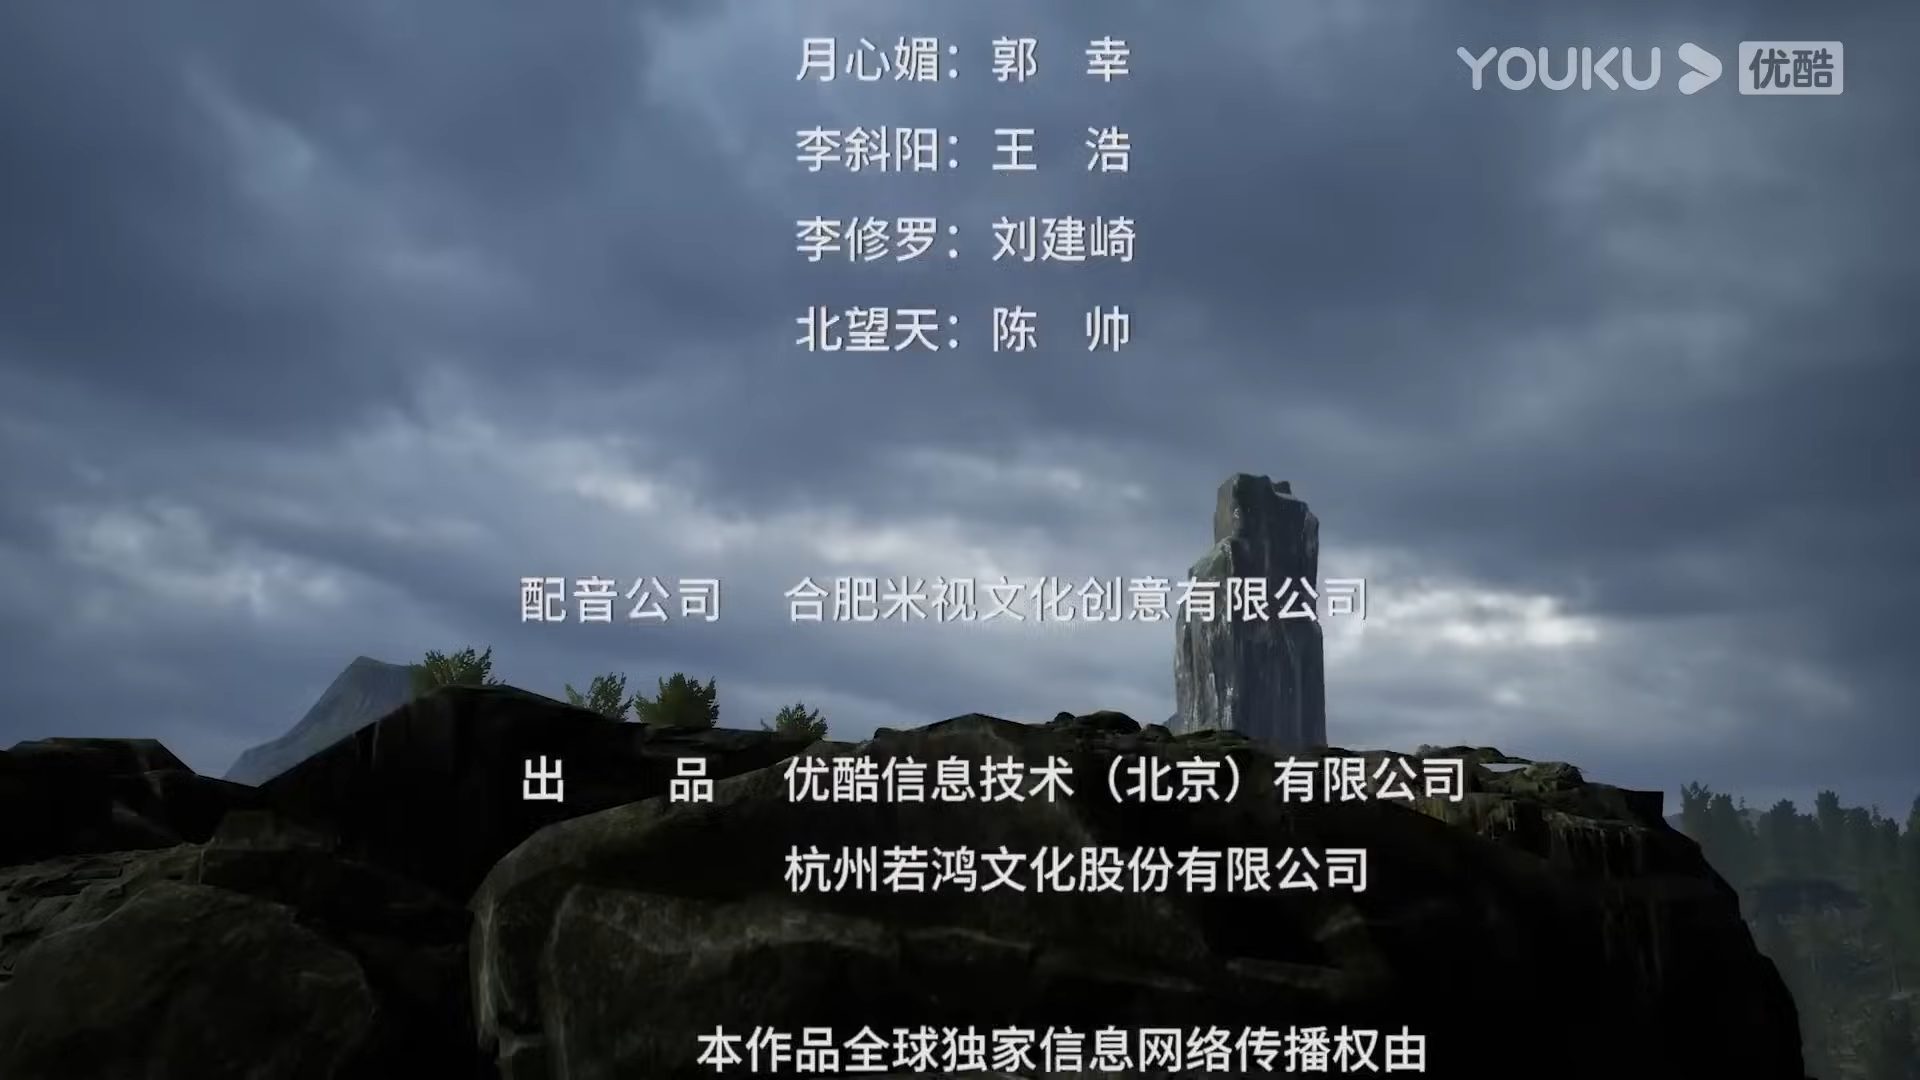 YOUKU 优酷
月心媚：郭 幸
李斜阳：王 浩
李修罗：刘建崎
北望天：陈 帅
配音公司 合肥米视文化创意有限公司
出 品 优酷信息技术（北京）有限公司
杭州若鸿文化股份有限公司
本作品全球独家信息网络传播权由